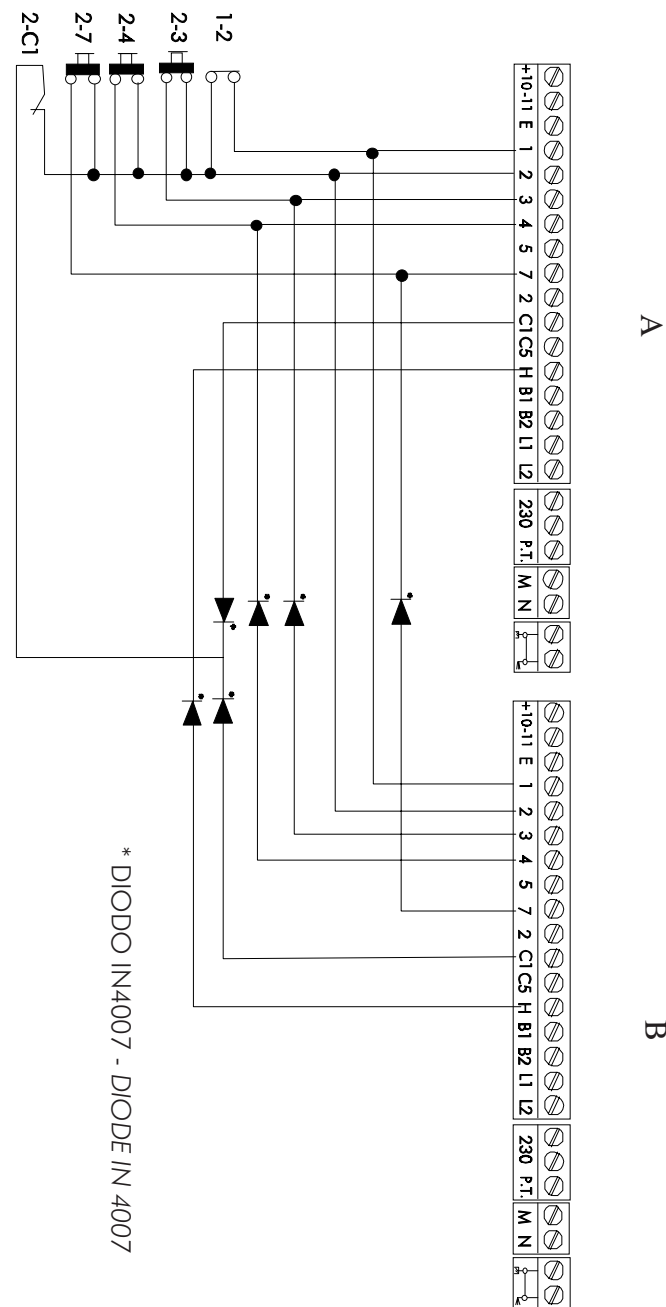 A B
+10-11 E 1 2 3 4 5 7 2 C1 C5 H B1 B2 L1 L2 230 P.T. M N
+10-11 E 1 2 3 4 5 7 2 C1 C5 H B1 B2 L1 L2 230 P.T. M N
1-2
2-3
2-4
2-7
2-C1
* DIODO IN4007 - DIODE IN 4007